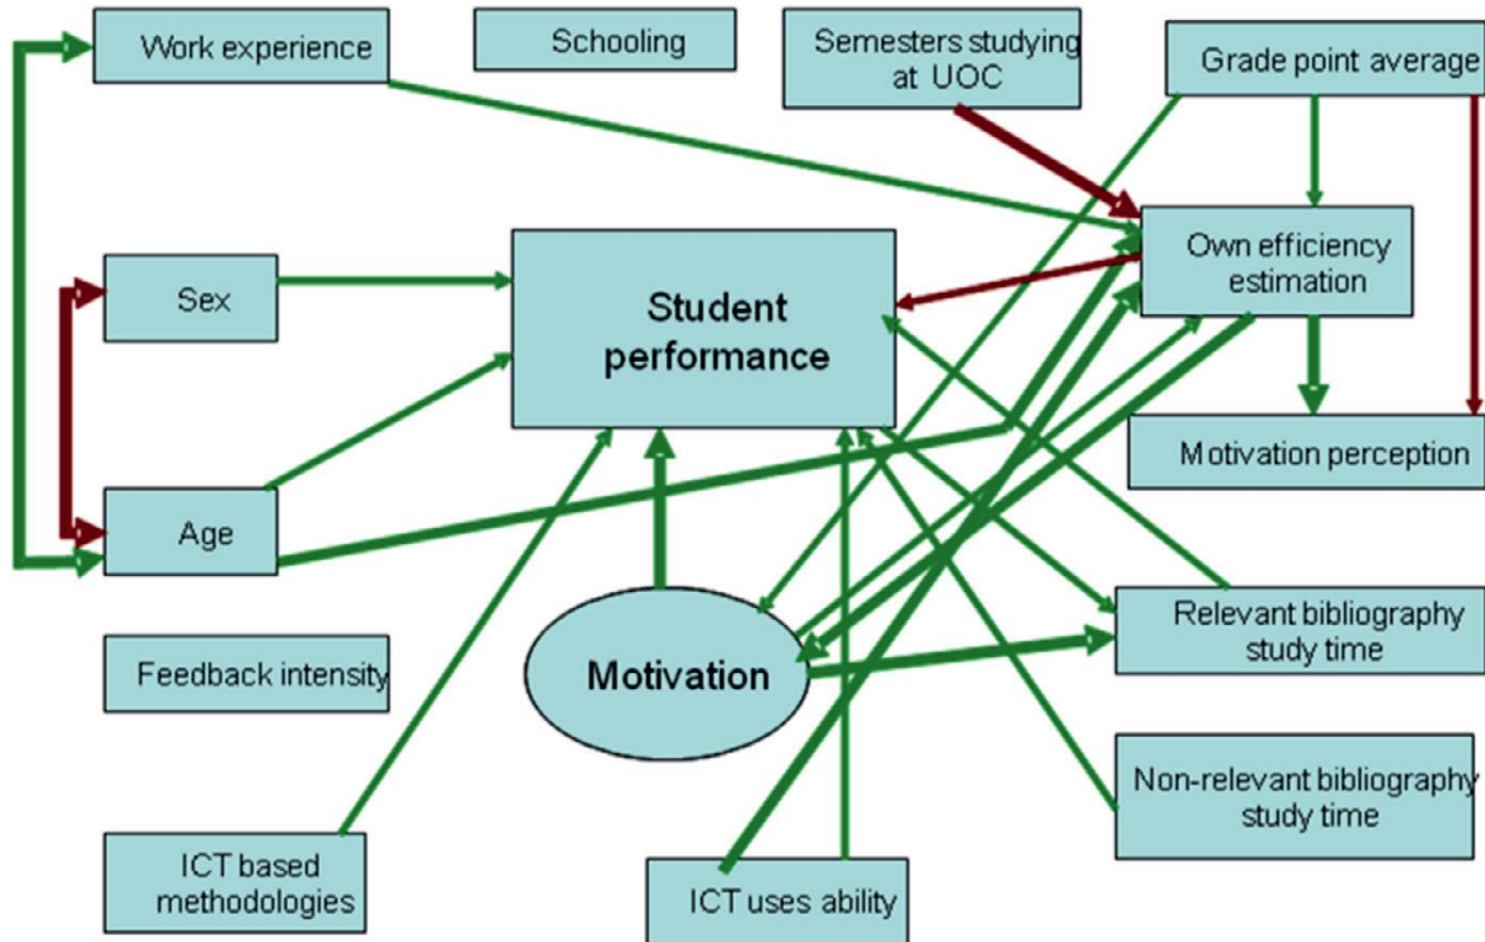 Work experience
Schooling
Semesters studying
at UOC
Grade point average
Own efficiency
estimation
Sex
Student
performance
Motivation perception
Age
Relevant bibliography
study time
Feedback intensity
Motivation
Non-relevant bibliography
study time
ICT based
methodologies
ICT uses ability